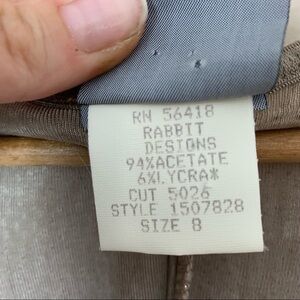 RN 56418
RABBIT
DESIGNS
94%ACETATE
6%LYCRA*
CUT 5026
STYLE 1507828
SIZE 8